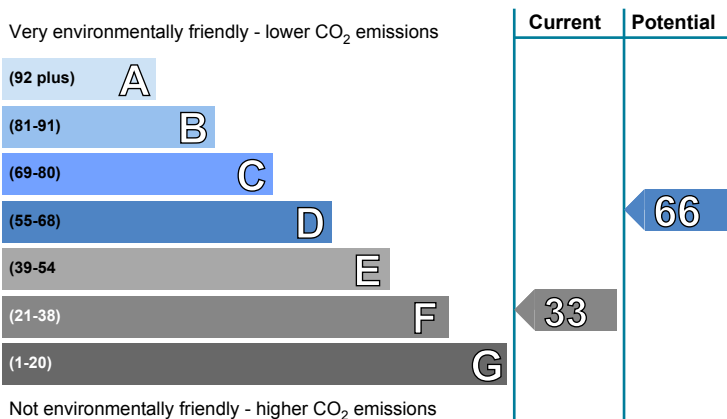 Current Potential
Very environmentally friendly - lower CO2 emissions
(92 plus) A
(81-91) B
(69-80) C
(55-68) D
66
(39-54 E
(21-38) F
33
(1-20) G
Not environmentally friendly - higher CO2 emissions